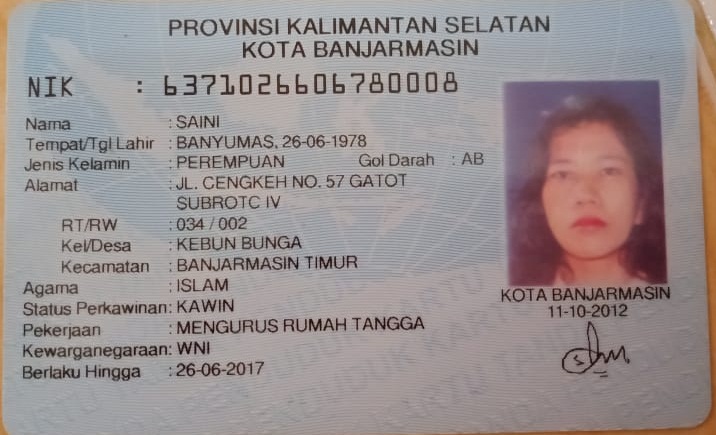 PROVINSI KALIMANTAN SELATAN
KOTA BANJARMASIN
NIK : 6371026606780008
Nama : SAINI
Tempat/Tgl Lahir : BANYUMAS, 26-06-1978
Jenis Kelamin : PEREMPUAN Gol Darah : AB
Alamat : JL. CENGKEH NO. 57 GATOT
SUBROTC IV
RT/RW : 034 / 002
Kel/Desa : KEBUN BUNGA
Kecamatan : BANJARMASIN TIMUR
Agama : ISLAM
Status Perkawinan: KAWIN
Pekerjaan : MENGURUS RUMAH TANGGA
Kewarganegaraan: WNI
Berlaku Hingga : 26-06-2017
KOTA BANJARMASIN
11-10-2012